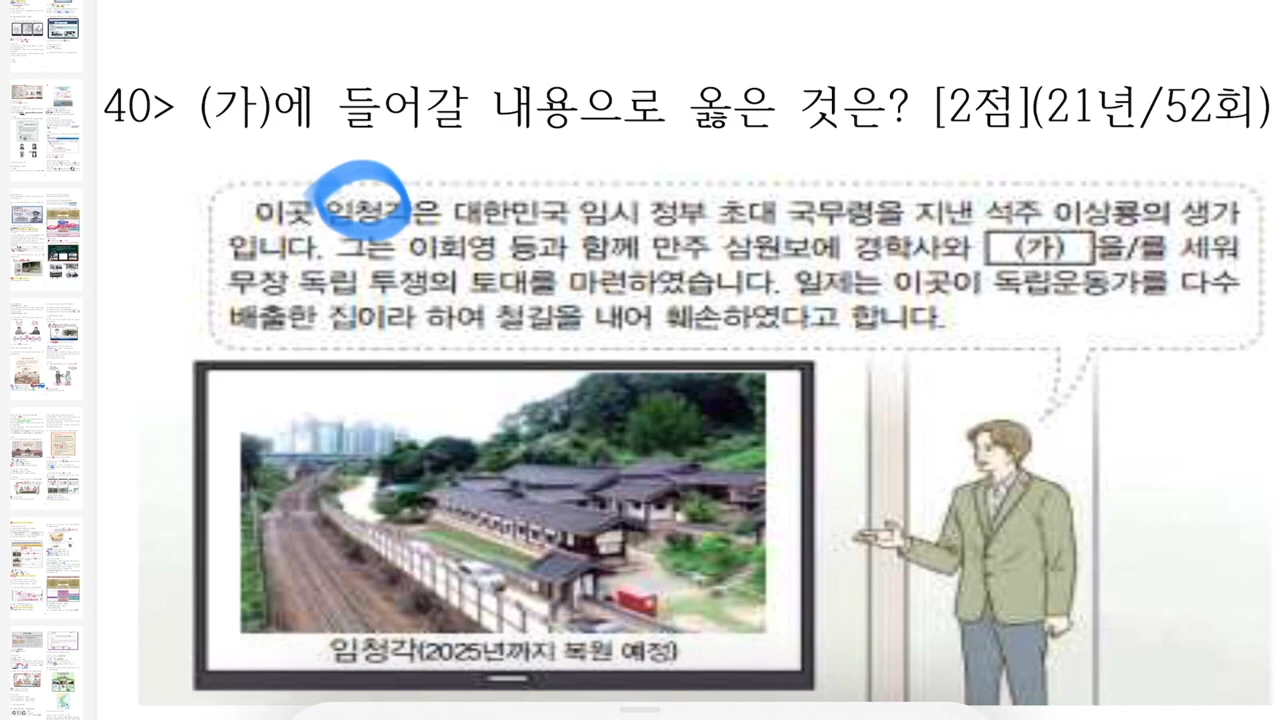 40> (가)에 들어갈 내용으로 옳은 것은? [2점](21년/52회)
이곳 임청각은 대한민국 임시 정부 초대 국무령을 지낸 석주 이상룡의 생가
입니다. 그는 이회영 등과 함께 만주 삼원보에 경학사와 (가) 을/를 세워
무장 독립 투쟁의 토대를 마련하였습니다. 일제는 이곳이 독립운동가를 다수
배출한 집이라 하여 철길을 내어 훼손하였다고 합니다.
임청각(2025년까지 복원 예정)